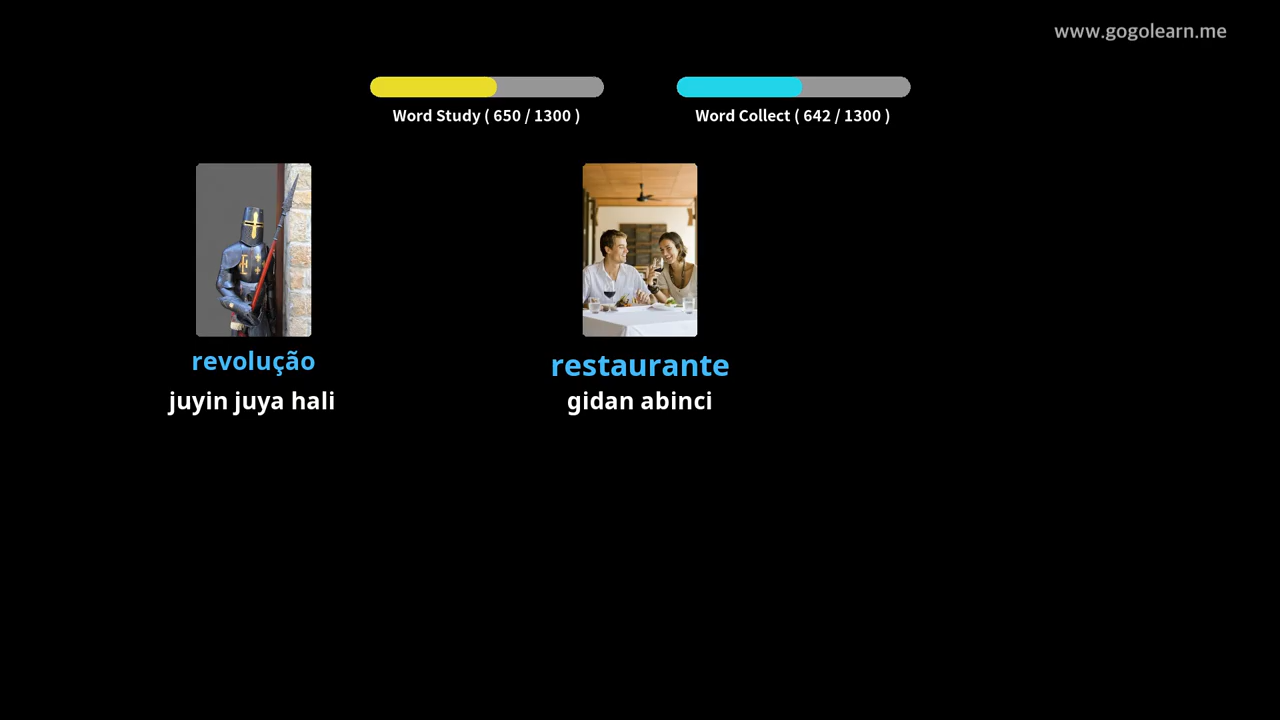 www.gogolearn.me
Word Study ( 650 / 1300 )
Word Collect ( 642 / 1300 )
revolução
juyin juya hali
restaurante
gidan abinci